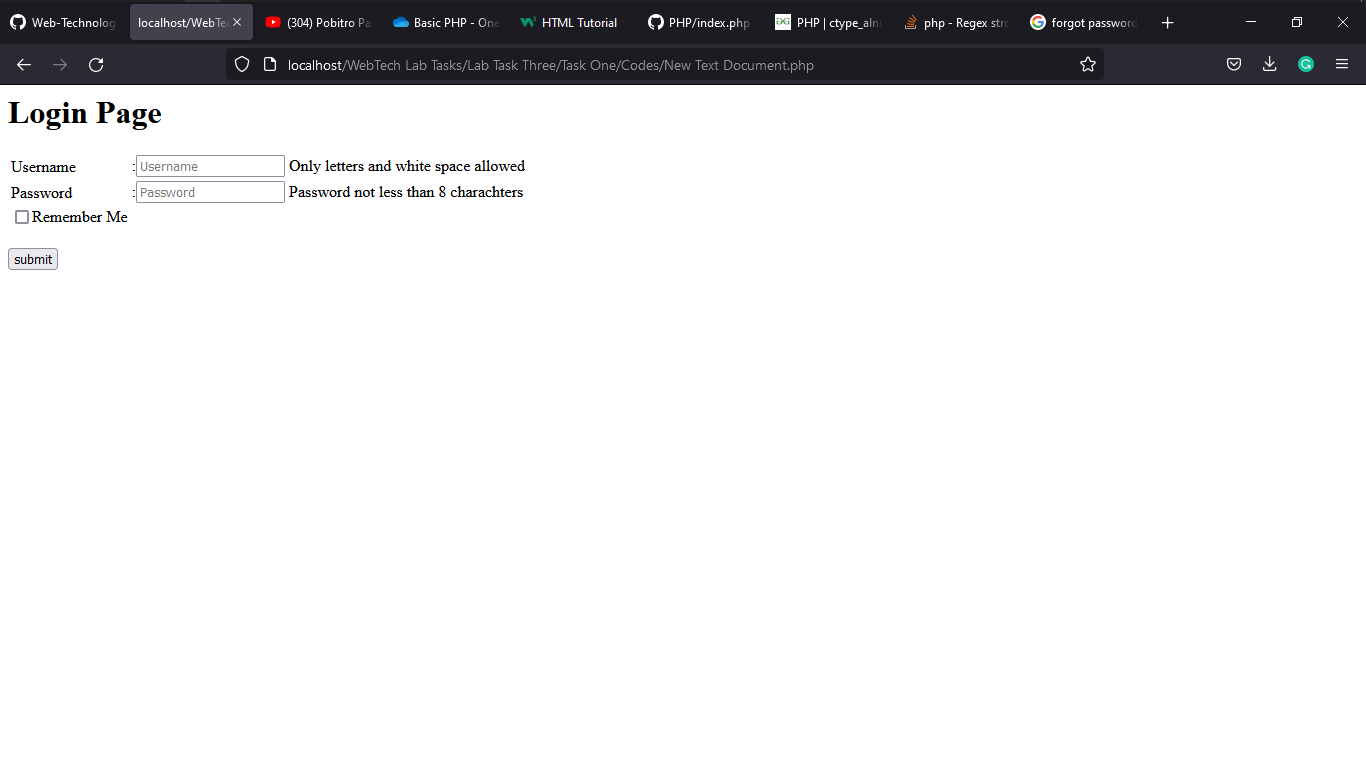 Web-Technolog
localhost/WebTec
(304) Pobitro Pa
Basic PHP - One
HTML Tutorial
PHP/index.php
PHP | ctype_aln
php - Regex stro
forgot password
localhost/WebTech Lab Tasks/Lab Task Three/Task One/Codes/New Text Document.php
Login Page
Username : Username Only letters and white space allowed
Password : Password Password not less than 8 charachters
Remember Me
submit